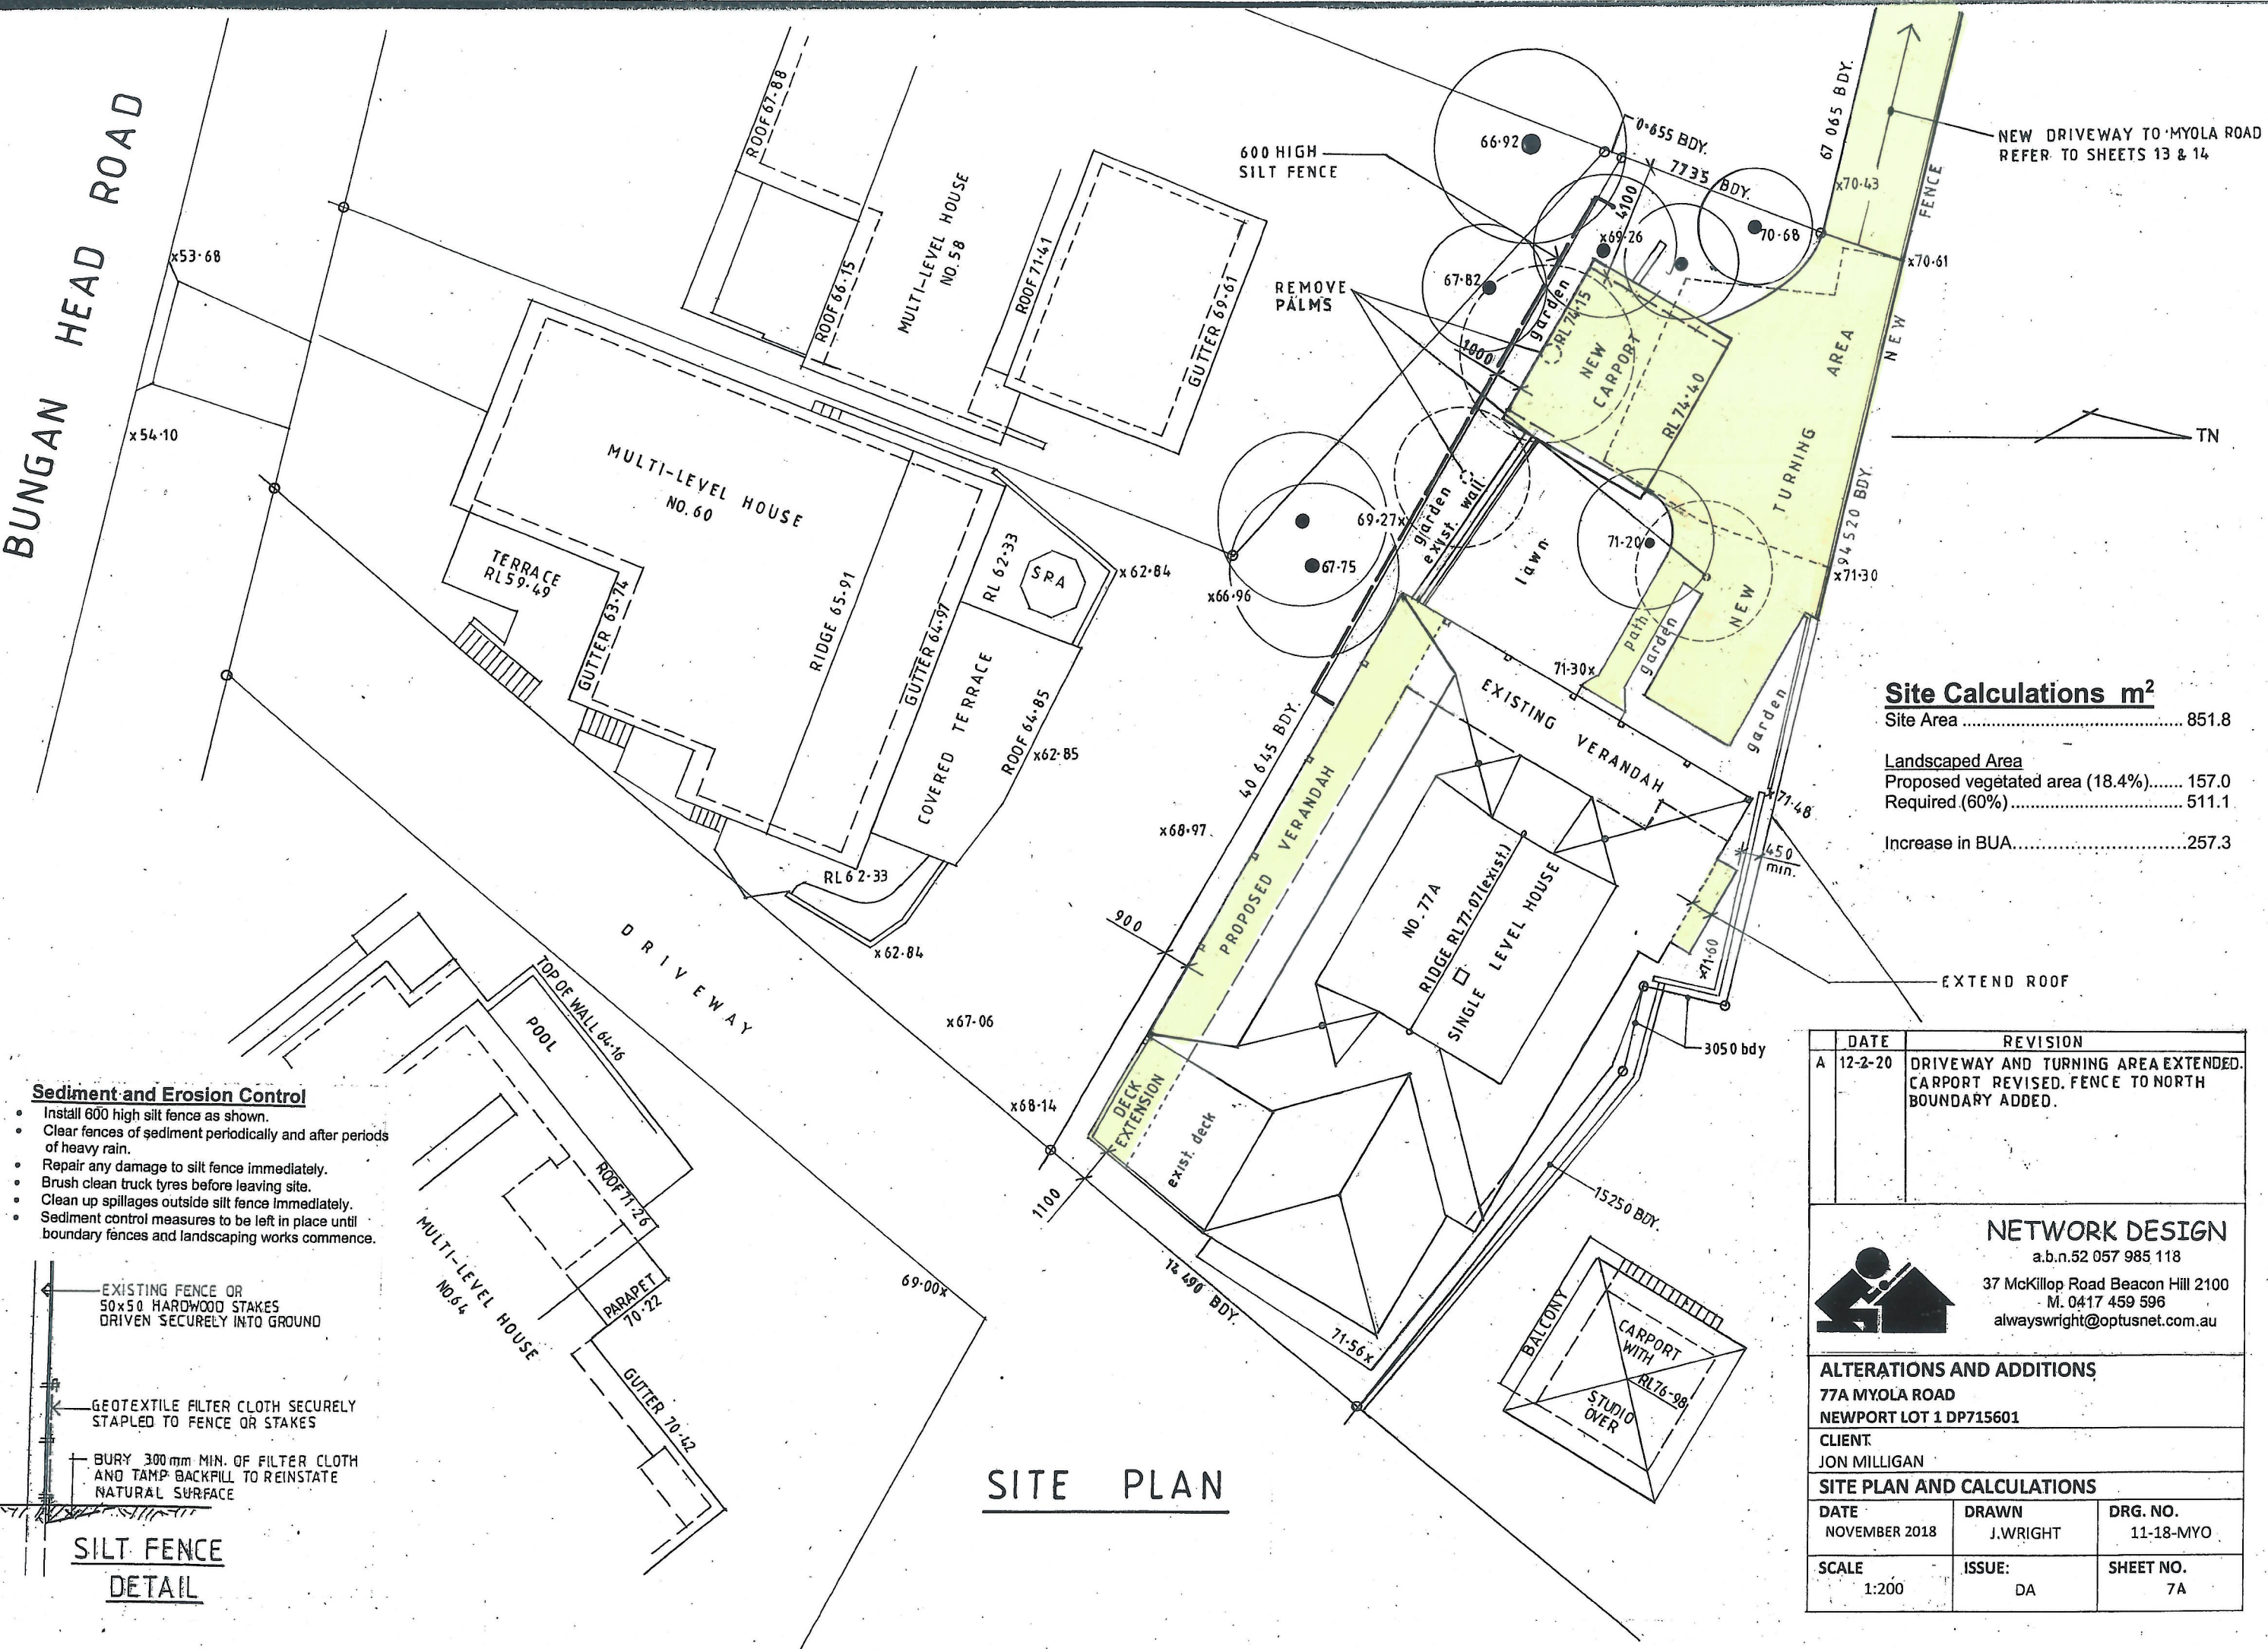 BUNGAN HEAD ROAD
x53·68
x54·10
ROOF 67·88
ROOF 66·15
MULTI-LEVEL HOUSE
NO.58
ROOF 71·41
GUTTER 69·61
MULTI-LEVEL HOUSE
NO.60
TERRACE
RL59·49
GUTTER 63·74
RIDGE 65·91
GUTTER 64·97
RL 62·33
SPA
x62·84
COVERED TERRACE
ROOF 64·85
x62·85
RL62·33
x62·84
DRIVEWAY
TOP OF WALL 64·16
POOL
ROOF 71·26
MULTI-LEVEL HOUSE
NO.64
PARAPET
70·22
GUTTER 70·42
600 HIGH
SILT FENCE
REMOVE
PALMS
66·92
0·655 BDY.
7735 BDY.
4100
x69·26
70·68
67·82
garden
RL74·15
1000
NEW
CARPORT
RL 74·40
67 065 BDY.
x70·43
NEW DRIVEWAY TO MYOLA ROAD
REFER TO SHEETS 13 & 14
NEW FENCE
x70·61
NEW TURNING AREA
94520 BDY.
TN
x71·30
69·27x
67·75
x66·96
garden
exist. wall.
lawn
71·20
path
garden
71·30x
garden
EXISTING VERANDAH
x71·48
450
min.
40 645 BDY.
x68·97
PROPOSED VERANDAH
900
NO. 77A
RIDGE RL77·07(exist.)
SINGLE LEVEL HOUSE
x71·60
EXTEND ROOF
3050 bdy
x67·06
x68·14
DECK
EXTENSION
exist. deck
1100
14 490 BDY.
71·56x
15250 BDY.
69·00x
BALCONY
CARPORT
WITH
RL76·98
STUDIO
OVER
Site Calculations m²
Site Area ........................................ 851.8
Landscaped Area
Proposed vegetated area (18.4%)....... 157.0
Required (60%)............................... 511.1
Increase in BUA...............................257.3
Sediment and Erosion Control
• Install 600 high silt fence as shown.
• Clear fences of sediment periodically and after periods
of heavy rain.
• Repair any damage to silt fence immediately.
• Brush clean truck tyres before leaving site.
• Clean up spillages outside silt fence immediately.
• Sediment control measures to be left in place until
boundary fences and landscaping works commence.
EXISTING FENCE OR
50x50 HARDWOOD STAKES
DRIVEN SECURELY INTO GROUND
GEOTEXTILE FILTER CLOTH SECURELY
STAPLED TO FENCE OR STAKES
BURY 300mm MIN. OF FILTER CLOTH
AND TAMP BACKFILL TO REINSTATE
NATURAL SURFACE
SILT FENCE
DETAIL
SITE PLAN
DATE REVISION
A 12-2-20 DRIVEWAY AND TURNING AREA EXTENDED.
CARPORT REVISED. FENCE TO NORTH
BOUNDARY ADDED.
NETWORK DESIGN
a.b.n.52 057 985 118
37 McKillop Road Beacon Hill 2100
M. 0417 459 596
alwayswright@optusnet.com.au
ALTERATIONS AND ADDITIONS
77A MYOLA ROAD
NEWPORT LOT 1 DP715601
CLIENT
JON MILLIGAN
SITE PLAN AND CALCULATIONS
DATE DRAWN DRG. NO.
NOVEMBER 2018 J.WRIGHT 11-18-MYO
SCALE ISSUE: SHEET NO.
1:200 DA 7A